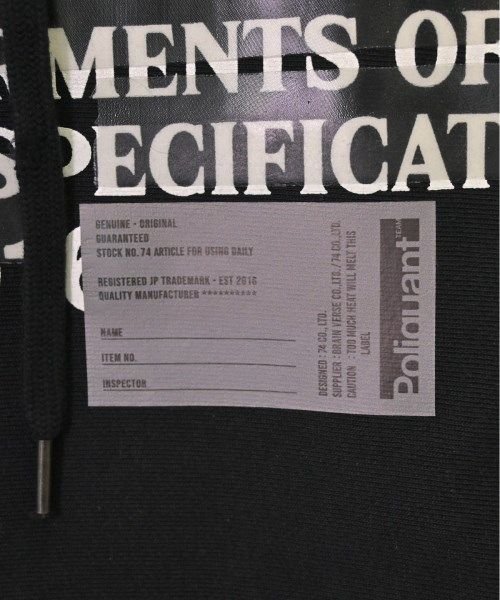 MENTS OF
SPECIFICAT
GENUINE - ORIGINAL
GUARANTEED
STOCK NO. 74 ARTICLE FOR USING DAILY
REGISTERED JP TRADEMARK - EST 2016
QUALITY MANUFACTURER **********
NAME
ITEM NO.
INSPECTOR
DESIGNED : 74 CO.,LTD.
SUPPLIER : BRAIN VERSE CO.,LTD. / 74 CO.,LTD.
CAUTION : TOO MUCH HEAT WILL MELT THIS
LABEL
Poliquant
TEAM